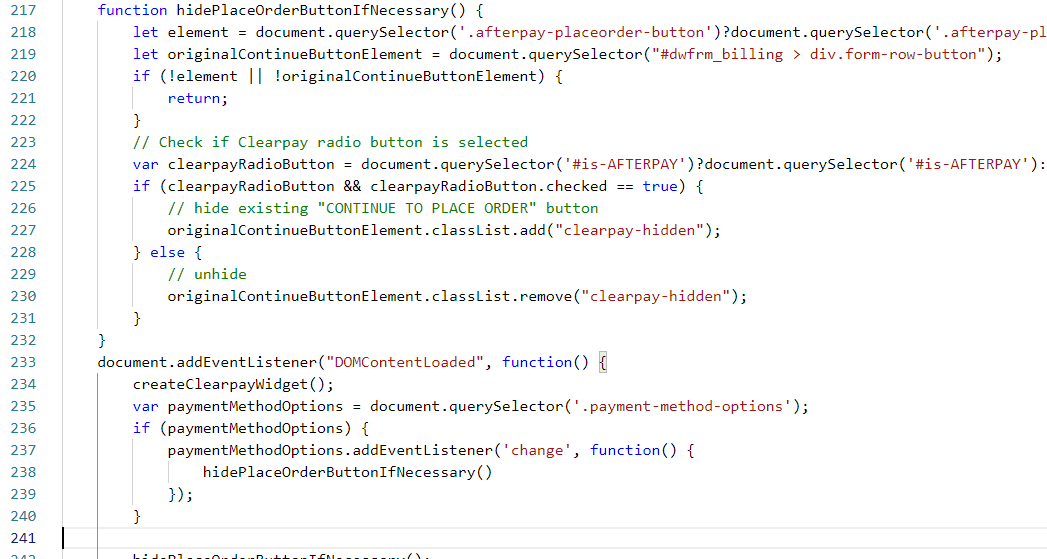 217 function hidePlaceOrderButtonIfNecessary() {
218 let element = document.querySelector('.afterpay-placeorder-button')?document.querySelector('.afterpay-pl
219 let originalContinueButtonElement = document.querySelector("#dwfrm_billing > div.form-row-button");
220 if (!element || !originalContinueButtonElement) {
221 return;
222 }
223 // Check if Clearpay radio button is selected
224 var clearpayRadioButton = document.querySelector('#is-AFTERPAY')?document.querySelector('#is-AFTERPAY'):
225 if (clearpayRadioButton && clearpayRadioButton.checked == true) {
226 // hide existing "CONTINUE TO PLACE ORDER" button
227 originalContinueButtonElement.classList.add("clearpay-hidden");
228 } else {
229 // unhide
230 originalContinueButtonElement.classList.remove("clearpay-hidden");
231 }
232 }
233 document.addEventListener("DOMContentLoaded", function() {
234 createClearpayWidget();
235 var paymentMethodOptions = document.querySelector('.payment-method-options');
236 if (paymentMethodOptions) {
237 paymentMethodOptions.addEventListener('change', function() {
238 hidePlaceOrderButtonIfNecessary()
239 });
240 }
241
242 hidePlaceOrderButtonIfNecessary();